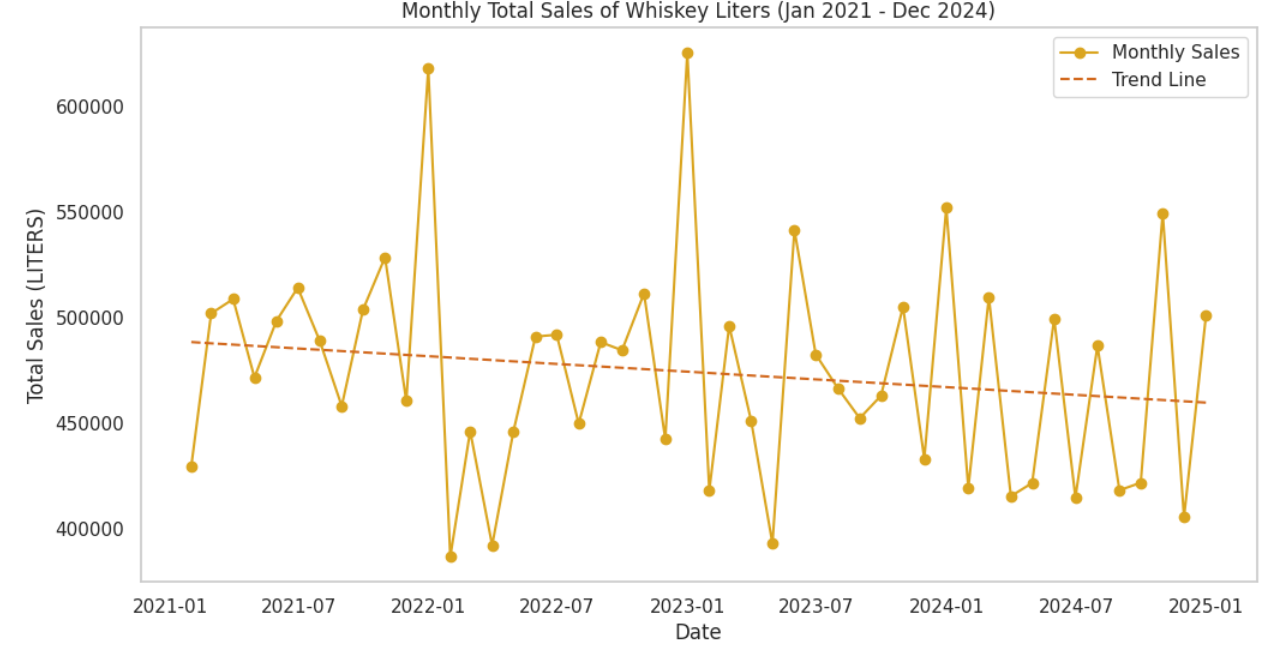 Monthly Total Sales of Whiskey Liters (Jan 2021 - Dec 2024)
Monthly Sales
Trend Line
Total Sales (LITERS)
600000
550000
500000
450000
400000
2021-01 2021-07 2022-01 2022-07 2023-01 2023-07 2024-01 2024-07 2025-01
Date